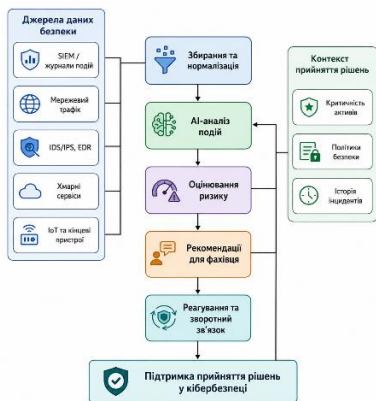 Джерела даних
безпеки
SIEM /
журнали подій
Мережевий
трафік
IDS/IPS, EDR
Хмарні
сервіси
IoT та кінцеві
пристрої
Збирання та
нормалізація
AI-аналіз
подій
Оцінювання
ризику
Рекомендації
для фахівця
Реагування та
зворотний
зв'язок
Підтримка прийняття рішень
у кібербезпеці
Контекст
прийняття рішень
Критичність
активів
Політики
безпеки
Історія
інцидентів